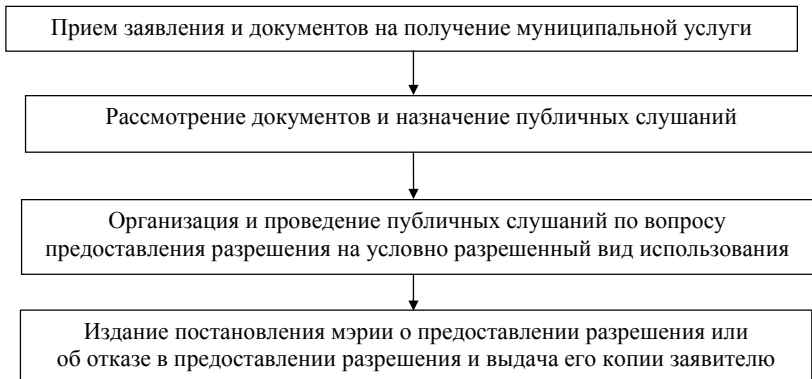 Прием заявления и документов на получение муниципальной услуги
Рассмотрение документов и назначение публичных слушаний
Организация и проведение публичных слушаний по вопросу
предоставления разрешения на условно разрешенный вид использования
Издание постановления мэрии о предоставлении разрешения или
об отказе в предоставлении разрешения и выдача его копии заявителю